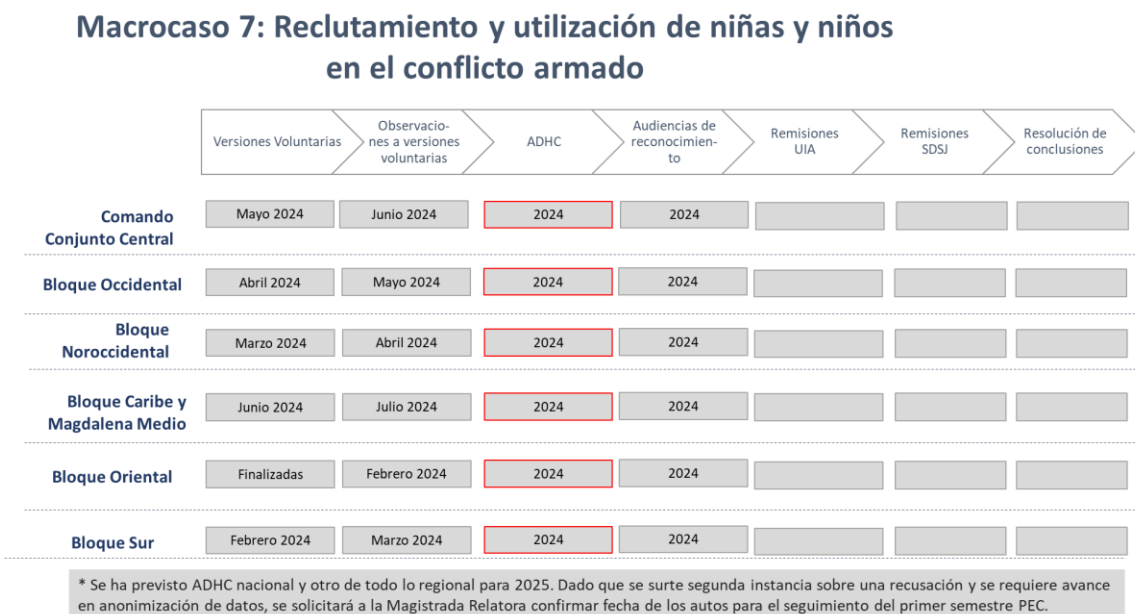 Macrocaso 7: Reclutamiento y utilización de niñas y niños
en el conflicto armado
Versiones Voluntarias
Observacio-
nes a versiones
voluntarias
ADHC
Audiencias de
reconocimien-
to
Remisiones
UIA
Remisiones
SDSJ
Resolución de
conclusiones
Comando
Conjunto Central
Mayo 2024
Junio 2024
2024
2024
Bloque Occidental
Abril 2024
Mayo 2024
2024
2024
Bloque
Noroccidental
Marzo 2024
Abril 2024
2024
2024
Bloque Caribe y
Magdalena Medio
Junio 2024
Julio 2024
2024
2024
Bloque Oriental
Finalizadas
Febrero 2024
2024
2024
Bloque Sur
Febrero 2024
Marzo 2024
2024
2024
* Se ha previsto ADHC nacional y otro de todo lo regional para 2025. Dado que se surte segunda instancia sobre una recusación y se requiere avance
en anonimización de datos, se solicitará a la Magistrada Relatora confirmar fecha de los autos para el seguimiento del primer semestre PEC.